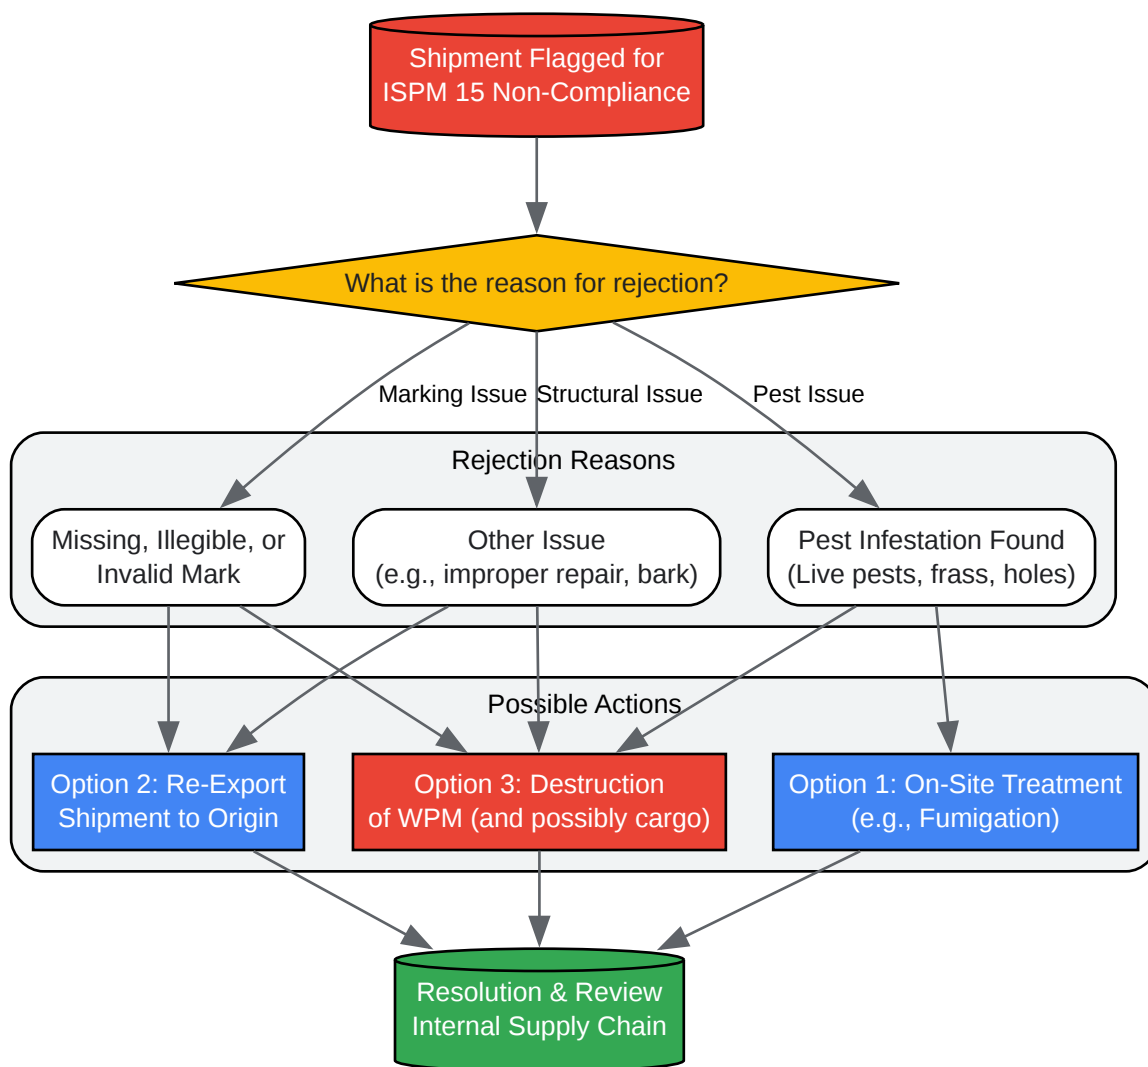 Shipment Flagged for
ISPM 15 Non-Compliance
What is the reason for rejection?
Marking Issue
Structural Issue
Pest Issue
Rejection Reasons
Missing, Illegible, or
Invalid Mark
Other Issue
(e.g., improper repair, bark)
Pest Infestation Found
(Live pests, frass, holes)
Possible Actions
Option 2: Re-Export
Shipment to Origin
Option 3: Destruction
of WPM (and possibly cargo)
Option 1: On-Site Treatment
(e.g., Fumigation)
Resolution & Review
Internal Supply Chain